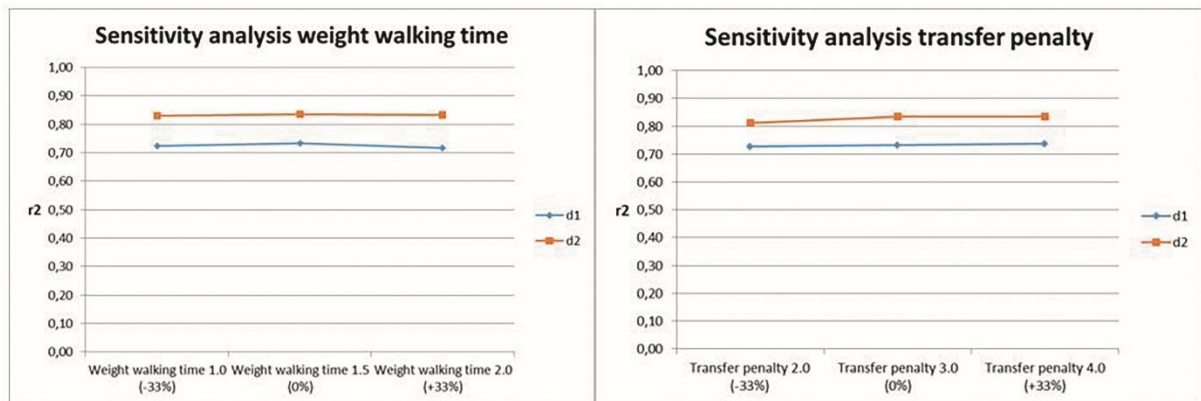 Sensitivity analysis weight walking time
1,00
0,90
0,80
0,70
0,60
r2 0,50
0,40
0,30
0,20
0,10
0,00
d1
d2
Weight walking time 1.0 Weight walking time 1.5 Weight walking time 2.0
(-33%) (0%) (+33%)
Sensitivity analysis transfer penalty
1,00
0,90
0,80
0,70
0,60
r2 0,50
0,40
0,30
0,20
0,10
0,00
d1
d2
Transfer penalty 2.0 Transfer penalty 3.0 Transfer penalty 4.0
(-33%) (0%) (+33%)